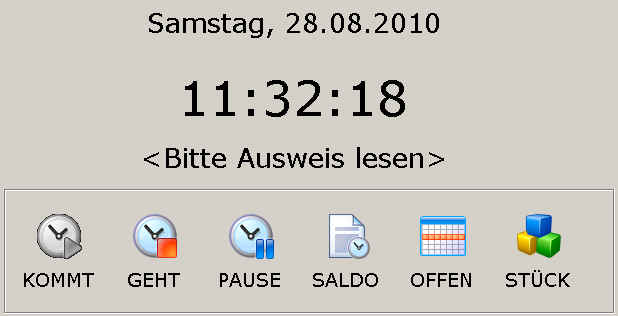 Samstag, 28.08.2010
11:32:18
<Bitte Ausweis lesen>
KOMMT GEHT PAUSE SALDO OFFEN STÜCK